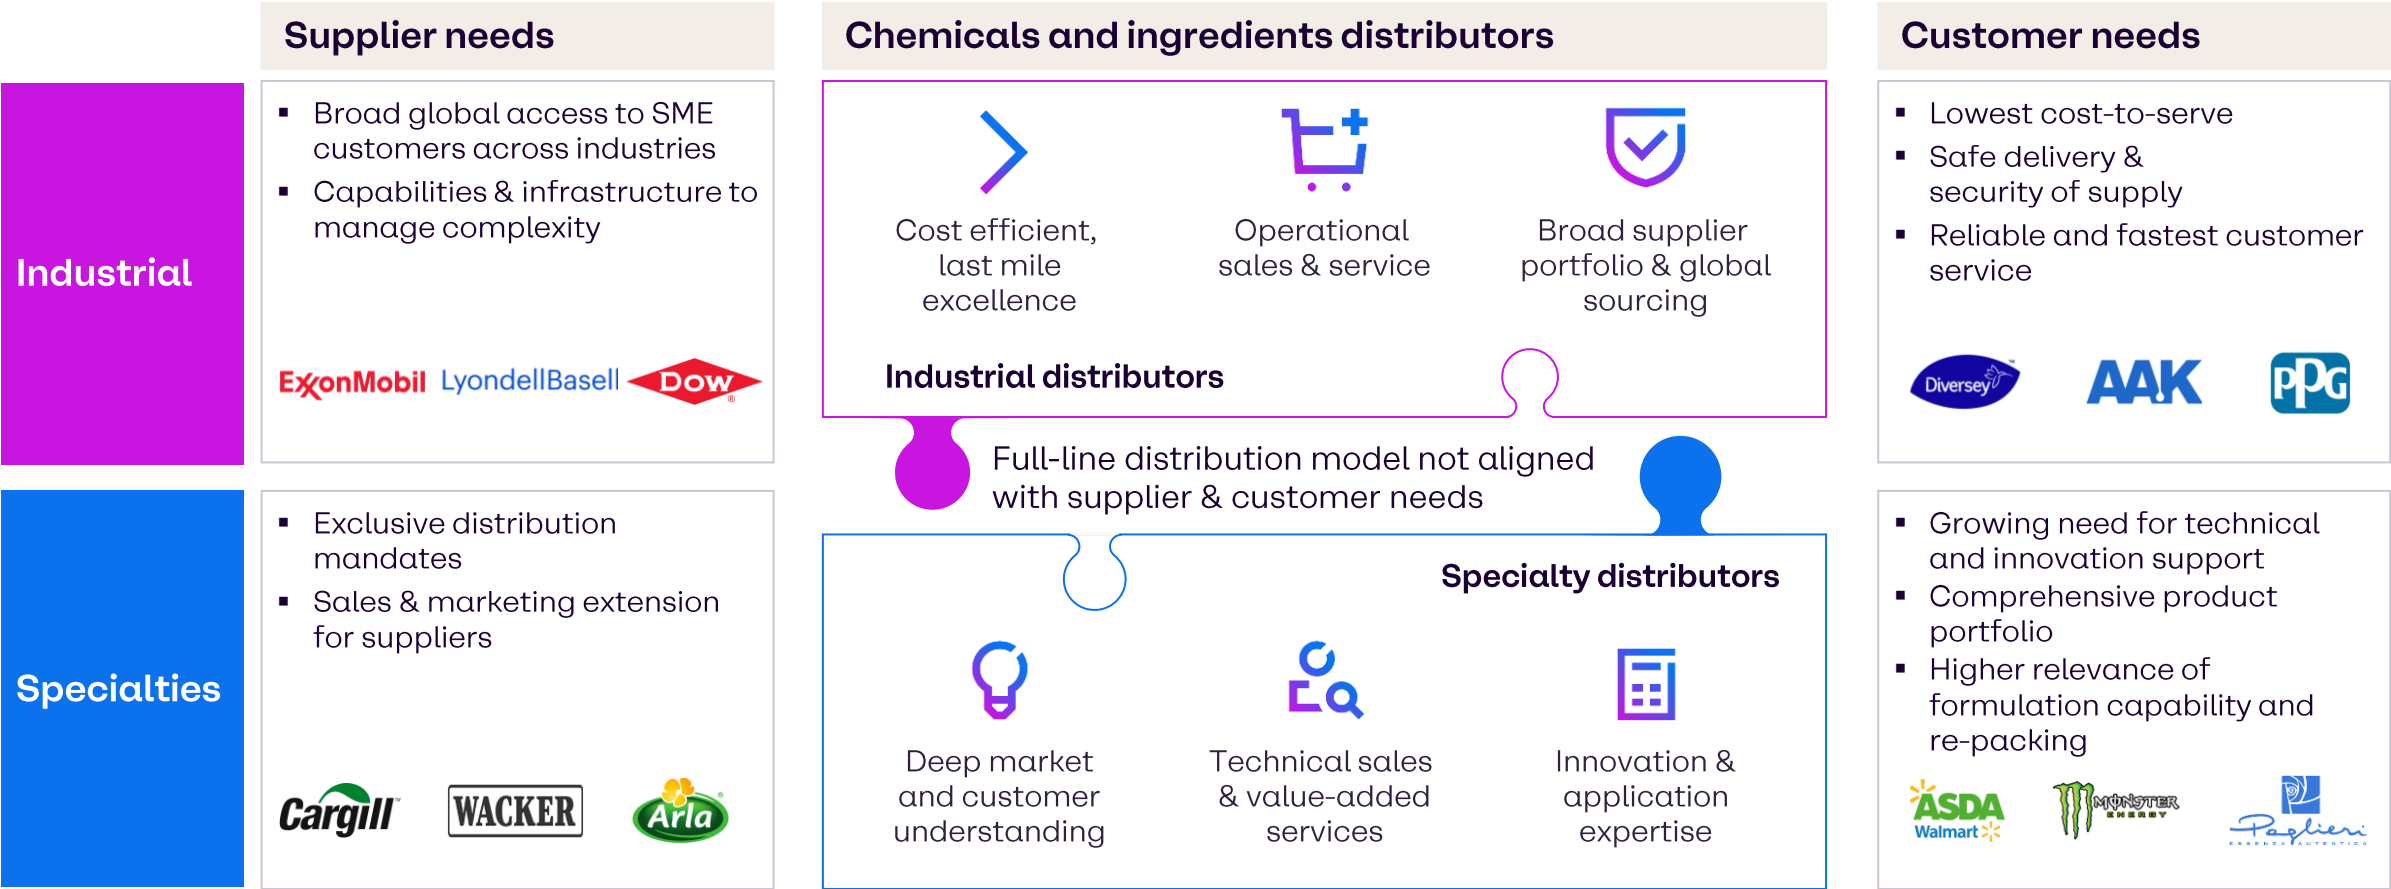 Supplier needs
Chemicals and ingredients distributors
Customer needs
Industrial
▪ Broad global access to SME
customers across industries
▪ Capabilities & infrastructure to
manage complexity
ExxonMobil
LyondellBasell
DOW
®
Cost efficient,
last mile
excellence
Operational
sales & service
Broad supplier
portfolio & global
sourcing
Industrial distributors
▪ Lowest cost-to-serve
▪ Safe delivery &
security of supply
▪ Reliable and fastest customer
service
Diversey™
AAK
PPG
Full-line distribution model not aligned
with supplier & customer needs
Specialties
▪ Exclusive distribution
mandates
▪ Sales & marketing extension
for suppliers
Cargill™
WACKER
Arla®
Specialty distributors
Deep market
and customer
understanding
Technical sales
& value-added
services
Innovation &
application
expertise
▪ Growing need for technical
and innovation support
▪ Comprehensive product
portfolio
▪ Higher relevance of
formulation capability and
re-packing
ASDA
Walmart
MONSTER
ENERGY
Paglieri
ESSENZA AUTENTICA